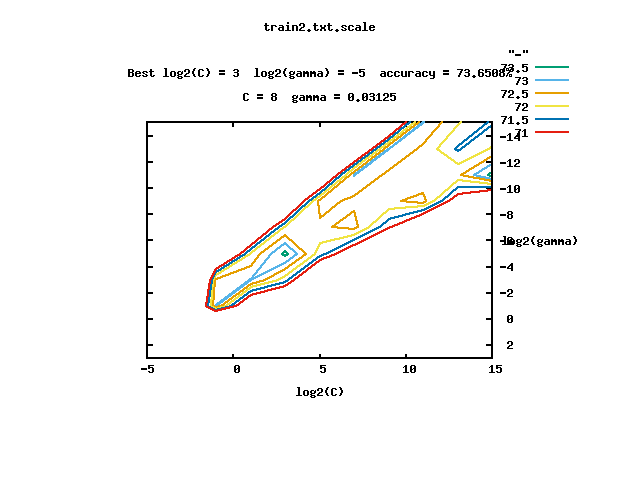 train2.txt.scale
"-"
Best log2(C) = 3  log2(gamma) = -5  accuracy = 73.6508%
73.5
73
72.5
C = 8  gamma = 0.03125
72
71.5
71
-14
-12
-10
-8
-6
log2(gamma)
-4
-2
0
2
-5 0 5 10 15
log2(C)